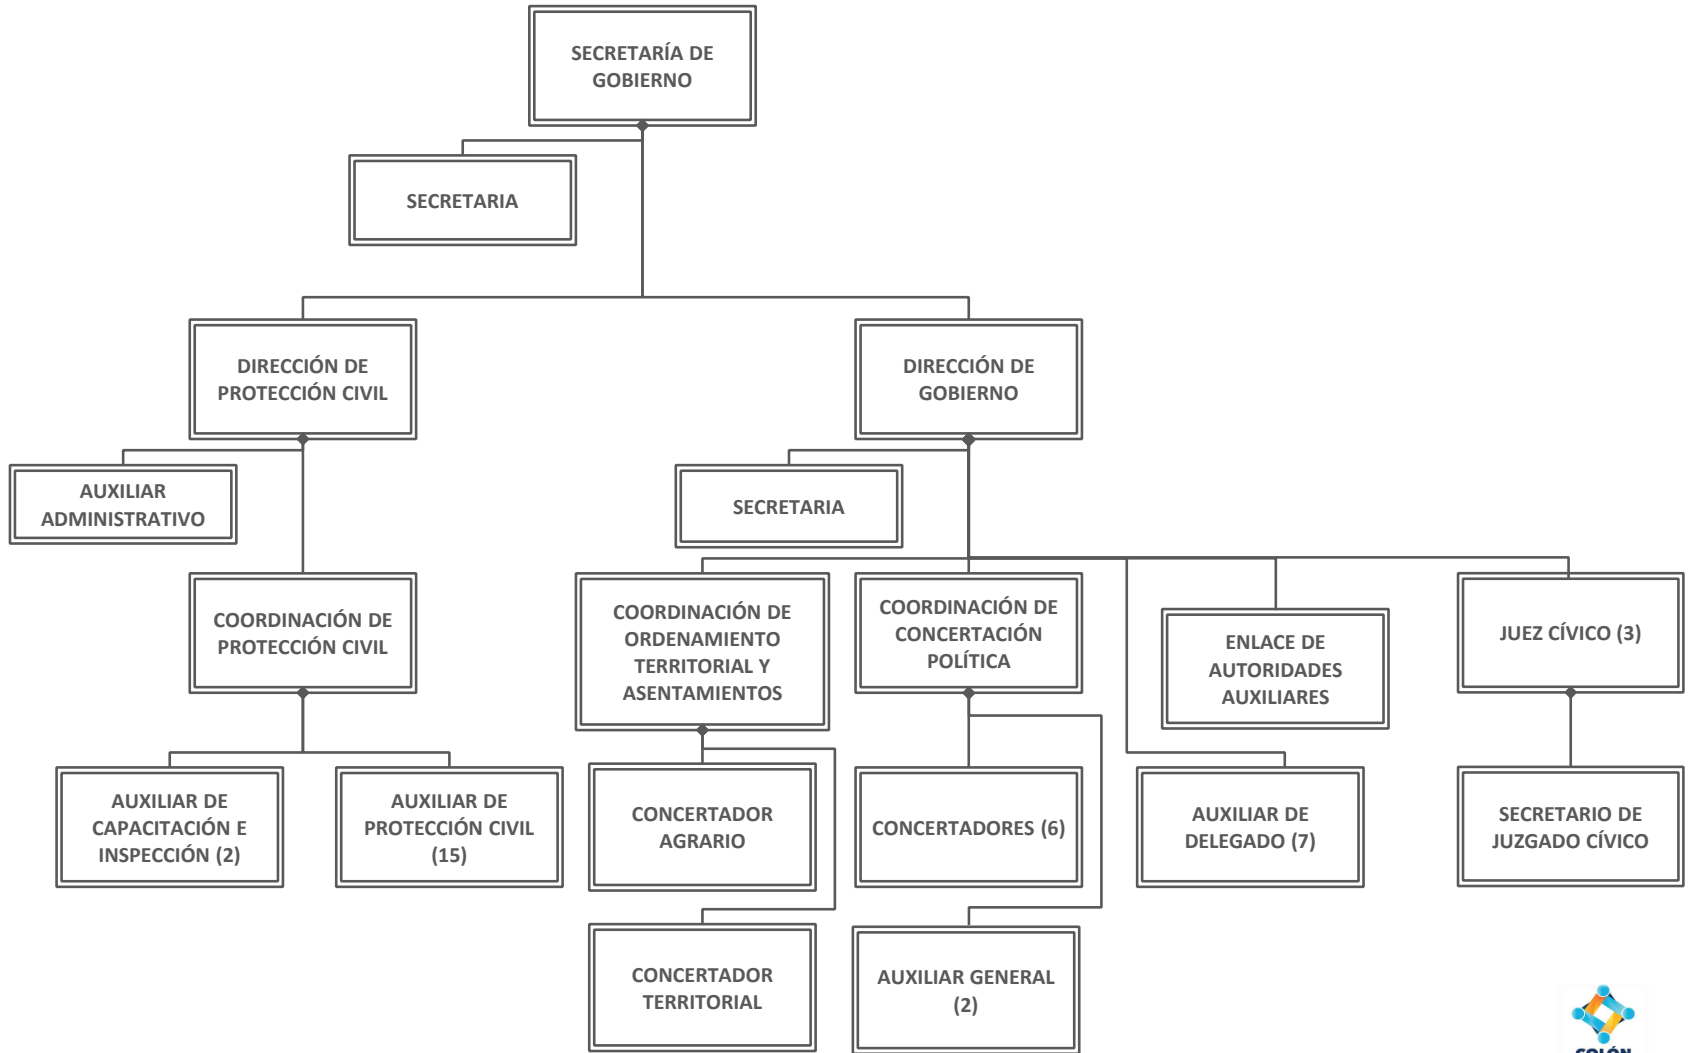 SECRETARÍA DE
GOBIERNO
SECRETARIA
DIRECCIÓN DE
PROTECCIÓN CIVIL
DIRECCIÓN DE
GOBIERNO
AUXILIAR
ADMINISTRATIVO
SECRETARIA
COORDINACIÓN DE
PROTECCIÓN CIVIL
COORDINACIÓN DE
ORDENAMIENTO
TERRITORIAL Y
ASENTAMIENTOS
COORDINACIÓN DE
CONCERTACIÓN
POLÍTICA
ENLACE DE
AUTORIDADES
AUXILIARES
JUEZ CÍVICO (3)
AUXILIAR DE
CAPACITACIÓN E
INSPECCIÓN (2)
AUXILIAR DE
PROTECCIÓN CIVIL
(15)
CONCERTADOR
AGRARIO
CONCERTADORES (6)
AUXILIAR DE
DELEGADO (7)
SECRETARIO DE
JUZGADO CÍVICO
CONCERTADOR
TERRITORIAL
AUXILIAR GENERAL
(2)
COLÓN